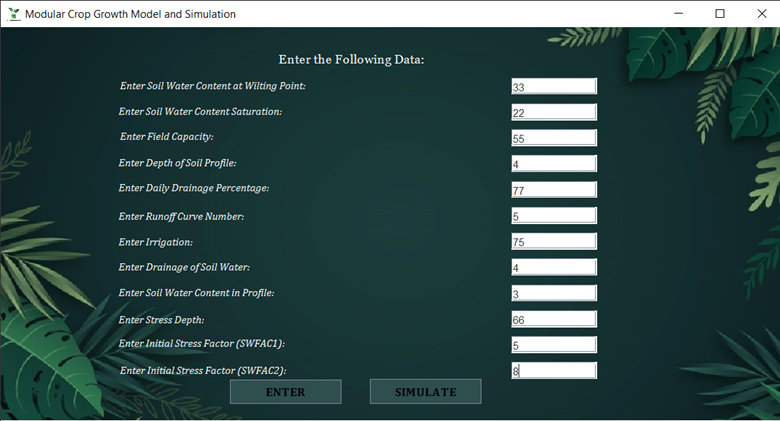 Modular Crop Growth Model and Simulation
Enter the Following Data:
Enter Soil Water Content at Wilting Point: 33
Enter Soil Water Content Saturation: 22
Enter Field Capacity: 55
Enter Depth of Soil Profile: 4
Enter Daily Drainage Percentage: 77
Enter Runoff Curve Number: 5
Enter Irrigation: 75
Enter Drainage of Soil Water: 4
Enter Soil Water Content in Profile: 3
Enter Stress Depth: 66
Enter Initial Stress Factor (SWFAC1): 5
Enter Initial Stress Factor (SWFAC2): 8
ENTER SIMULATE